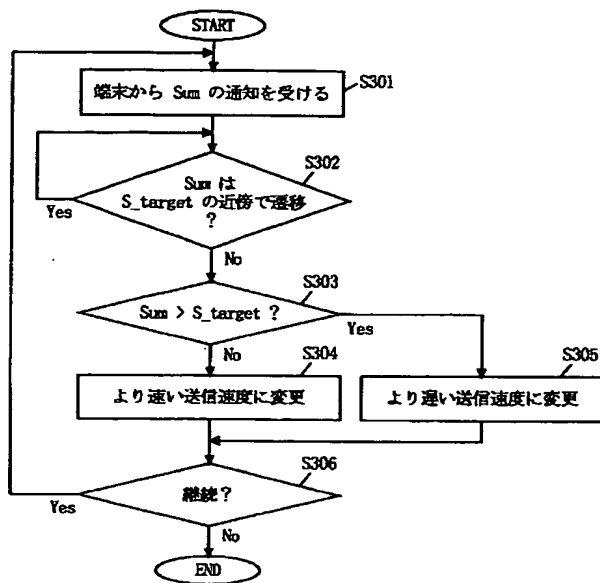 START
端末から Sum の通知を受ける
S301
S302
Sum は
S_target の近傍で遷移
?
Yes
No
S303
Sum > S_target ?
Yes
No
S304
より速い送信速度に変更
S305
より遅い送信速度に変更
S306
継続?
Yes
No
END